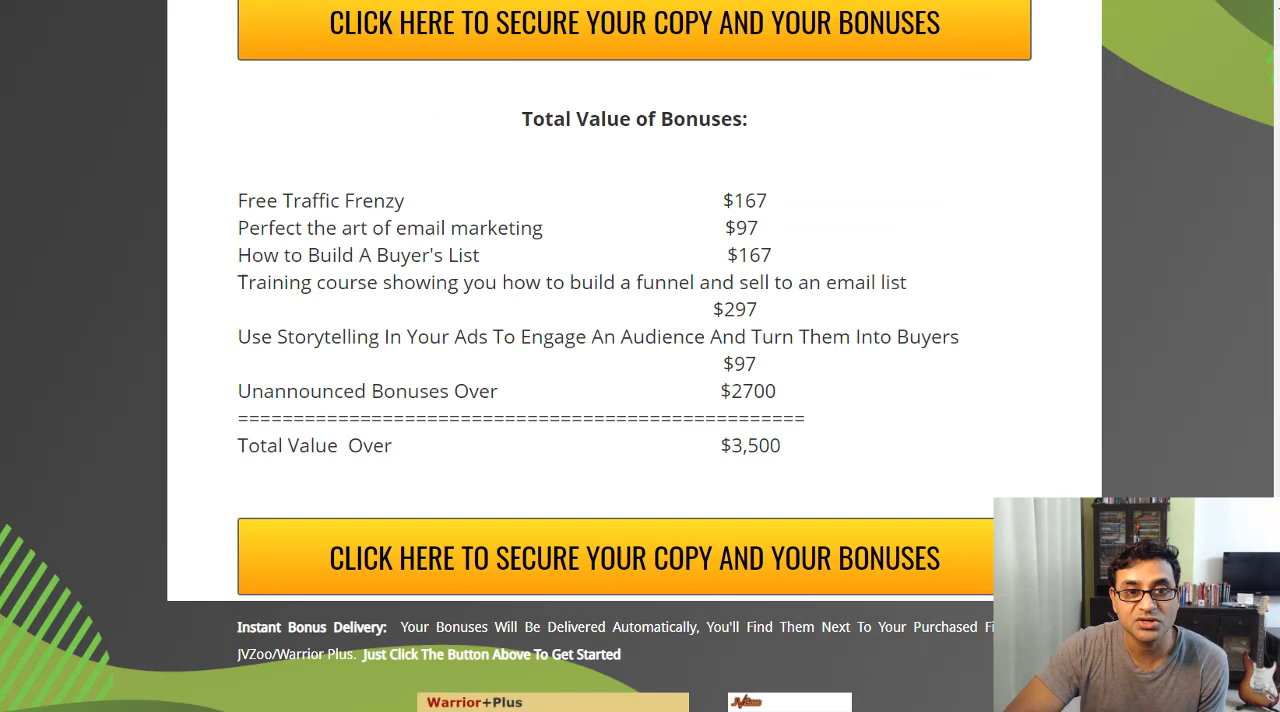 CLICK HERE TO SECURE YOUR COPY AND YOUR BONUSES
Total Value of Bonuses:
Free Traffic Frenzy $167
Perfect the art of email marketing $97
How to Build A Buyer's List $167
Training course showing you how to build a funnel and sell to an email list
$297
Use Storytelling In Your Ads To Engage An Audience And Turn Them Into Buyers
$97
Unannounced Bonuses Over $2700
===================================================
Total Value Over $3,500
CLICK HERE TO SECURE YOUR COPY AND YOUR BONUSES
Instant Bonus Delivery: Your Bonuses Will Be Delivered Automatically, You'll Find Them Next To Your Purchased
JVZoo/Warrior Plus. Just Click The Button Above To Get Started
Warrior+Plus JVZoo